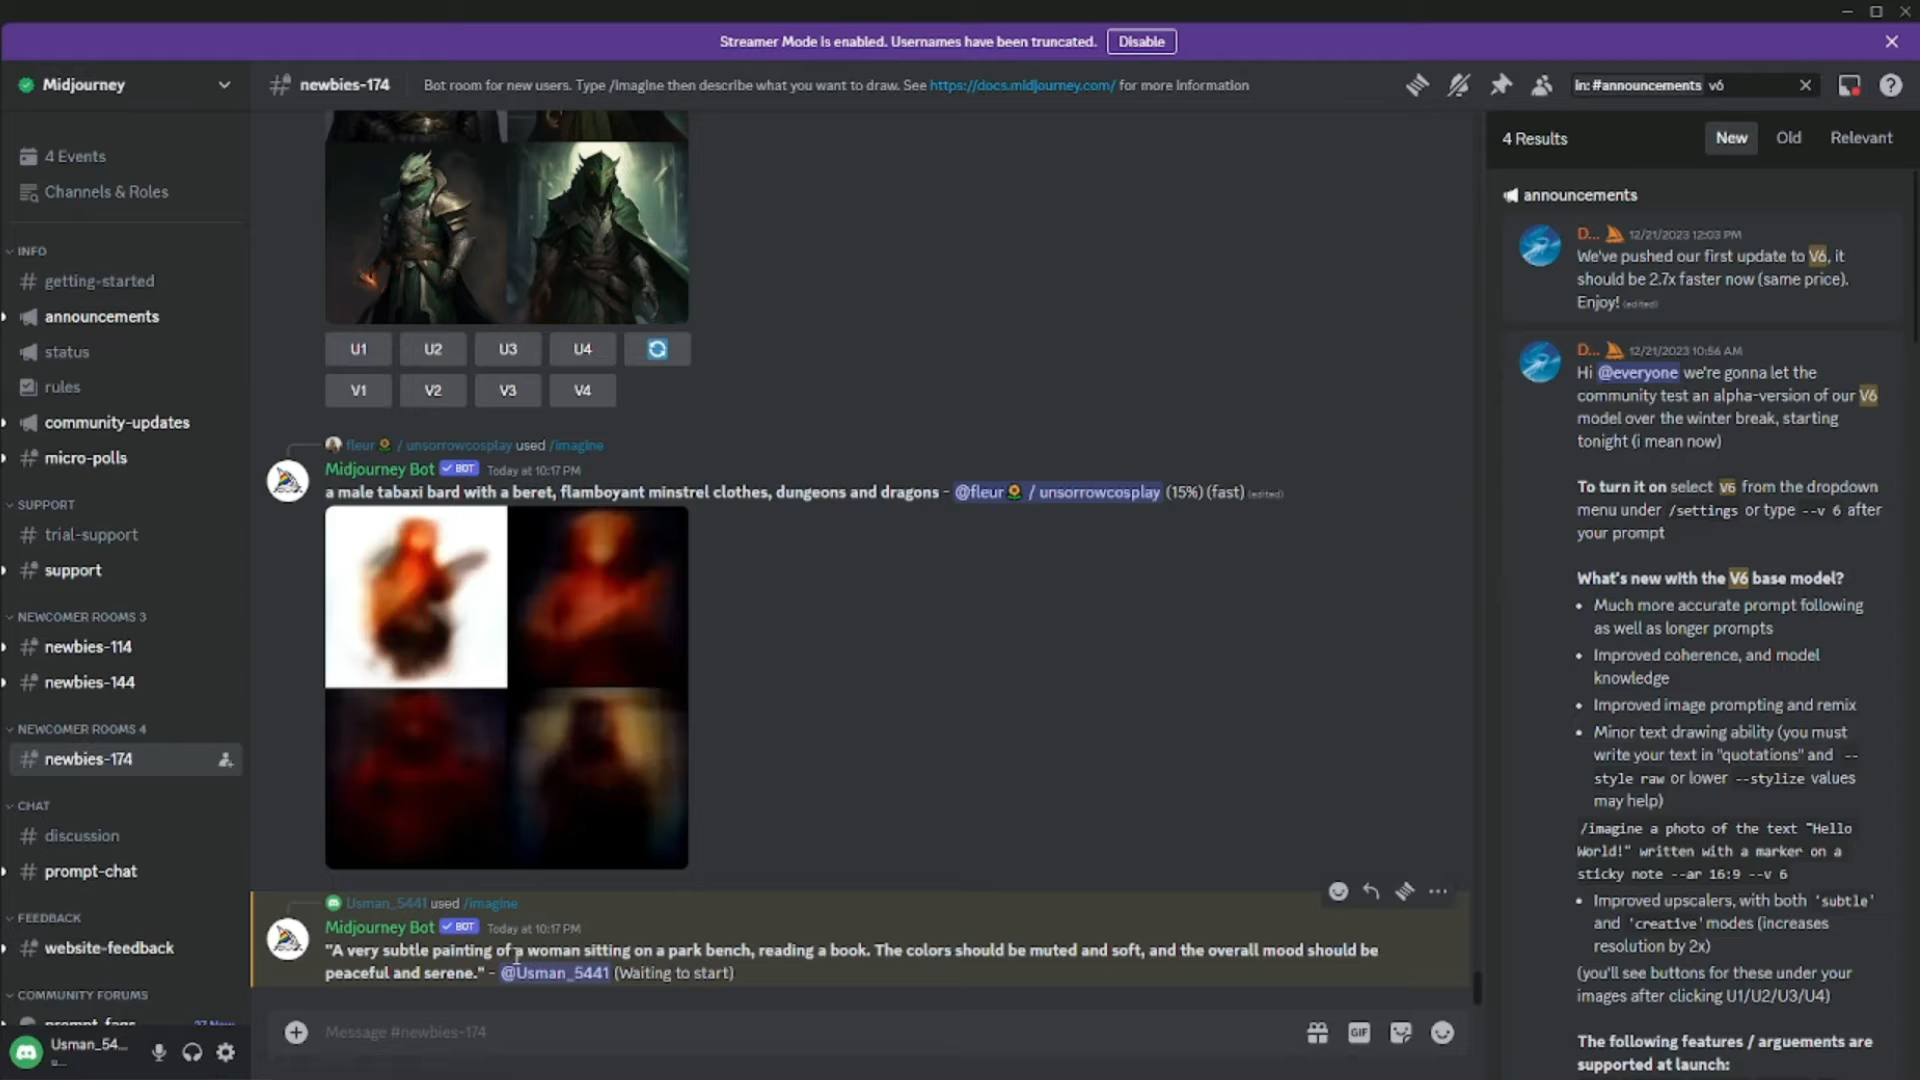 Streamer Mode is enabled. Usernames have been truncated. Disable
Midjourney
newbies-174 Bot room for new users. Type /imagine then describe what you want to draw. See https://docs.midjourney.com/ for more information
In: #announcements v6
4 Events
Channels & Roles
INFO
getting-started
announcements
status
rules
community-updates
micro-polls
SUPPORT
trial-support
support
NEWCOMER ROOMS 3
newbies-114
newbies-144
NEWCOMER ROOMS 4
newbies-174
CHAT
discussion
prompt-chat
FEEDBACK
website-feedback
COMMUNITY FORUMS
prompt-faqs 27 New
Usman_54...
u...
U1 U2 U3 U4
V1 V2 V3 V4
fleur 🌻 / unsorrowcosplay used /imagine
Midjourney Bot ✓ BOT Today at 10:17 PM
a male tabaxi bard with a beret, flamboyant minstrel clothes, dungeons and dragons - @fleur 🌻 / unsorrowcosplay (15%) (fast) (edited)
Usman_5441 used /imagine
Midjourney Bot ✓ BOT Today at 10:17 PM
"A very subtle painting of a woman sitting on a park bench, reading a book. The colors should be muted and soft, and the overall mood should be
peaceful and serene." - @Usman_5441 (Waiting to start)
Message #newbies-174
GIF
4 Results New Old Relevant
announcements
D... 12/21/2023 12:03 PM
We've pushed our first update to V6, it
should be 2.7x faster now (same price).
Enjoy! (edited)
D... 12/21/2023 10:56 AM
Hi @everyone we're gonna let the
community test an alpha-version of our V6
model over the winter break, starting
tonight (i mean now)
To turn it on select V6 from the dropdown
menu under /settings or type --v 6 after
your prompt
What's new with the V6 base model?
• Much more accurate prompt following
as well as longer prompts
• Improved coherence, and model
knowledge
• Improved image prompting and remix
• Minor text drawing ability (you must
write your text in "quotations" and --
style raw or lower --stylize values
may help)
/imagine a photo of the text "Hello
World!" written with a marker on a
sticky note --ar 16:9 --v 6
• Improved upscalers, with both 'subtle'
and 'creative' modes (increases
resolution by 2x)
(you'll see buttons for these under your
images after clicking U1/U2/U3/U4)
The following features / arguements are
supported at launch: